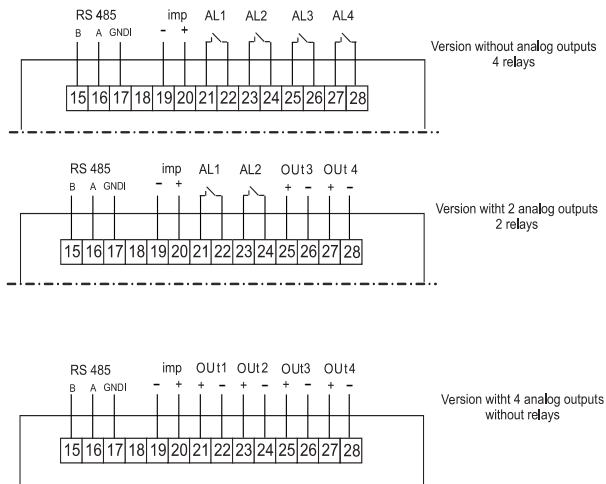 RS 485 imp AL1 AL2 AL3 AL4
B A GNDI - +
Version without analog outputs
4 relays
15 16 17 18 19 20 21 22 23 24 25 26 27 28
RS 485 imp AL1 AL2 OUt3 OUt 4
B A GNDI - + + - + -
Version witht 2 analog outputs
2 relays
15 16 17 18 19 20 21 22 23 24 25 26 27 28
RS 485 imp OUt1 OUt2 OUt3 OUt4
B A GNDI - + + - + - + - + -
Version witht 4 analog outputs
without relays
15 16 17 18 19 20 21 22 23 24 25 26 27 28